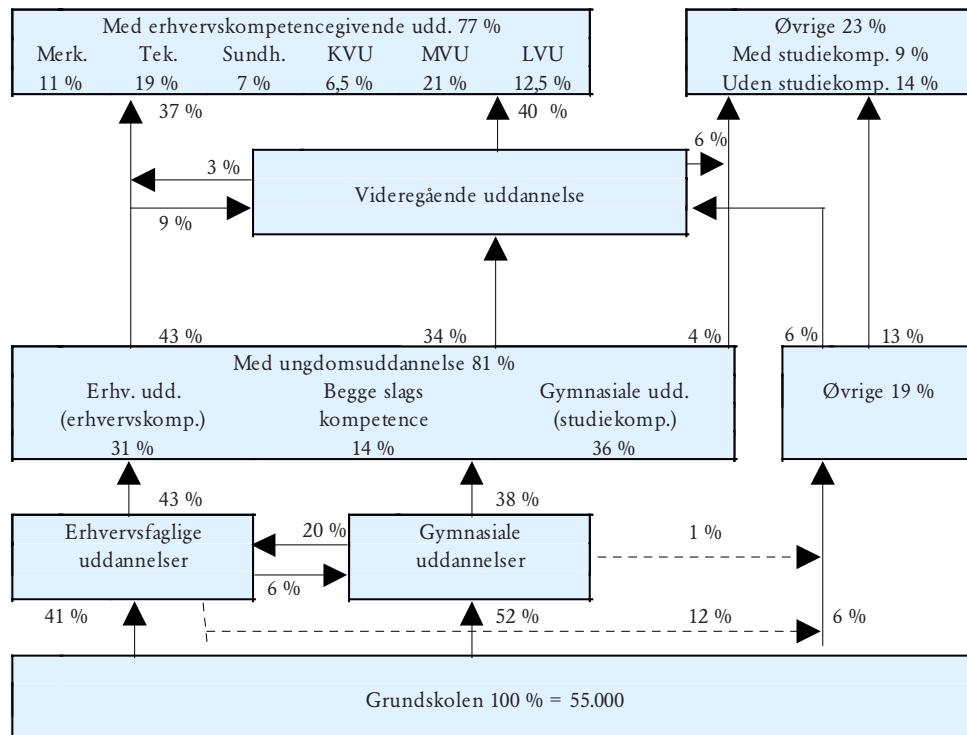 Med erhvervskompetencegivende udd. 77 %
Merk. Tek. Sundh. KVU MVU LVU
11 % 19 % 7 % 6,5 % 21 % 12,5 %
Øvrige 23 %
Med studiekomp. 9 %
Uden studiekomp. 14 %
37 %
40 %
6 %
3 %
Videregående uddannelse
9 %
43 %
34 %
4 %
6 %
13 %
Med ungdomsuddannelse 81 %
Erhv. udd.
(erhvervskomp.)
31 %
Begge slags
kompetence
14 %
Gymnasiale udd.
(studiekomp.)
36 %
Øvrige 19 %
43 %
38 %
Erhvervsfaglige
uddannelser
20 %
6 %
Gymnasiale
uddannelser
1 %
41 %
52 %
12 %
6 %
Grundskolen 100 % = 55.000